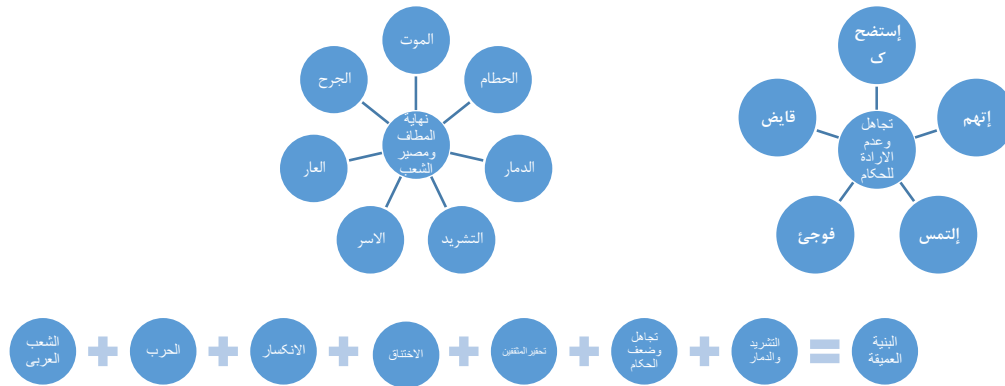 الموت
الحطام
الدمار
التشريد
الاسر
العار
الجرح
نهاية
المطاف
ومصير
الشعب
إستضح
ک
إتهم
إلتمس
فوجئ
قايض
تجاهل
وعدم
الارادة
للحكام
الشعب
العربی
+
الحرب
+
الانكسار
+
الاختناق
+
تحقير المثقفين
+
تجاهل
وضعف
الحكام
+
التشريد
والدمار
=
البنية
العميقة